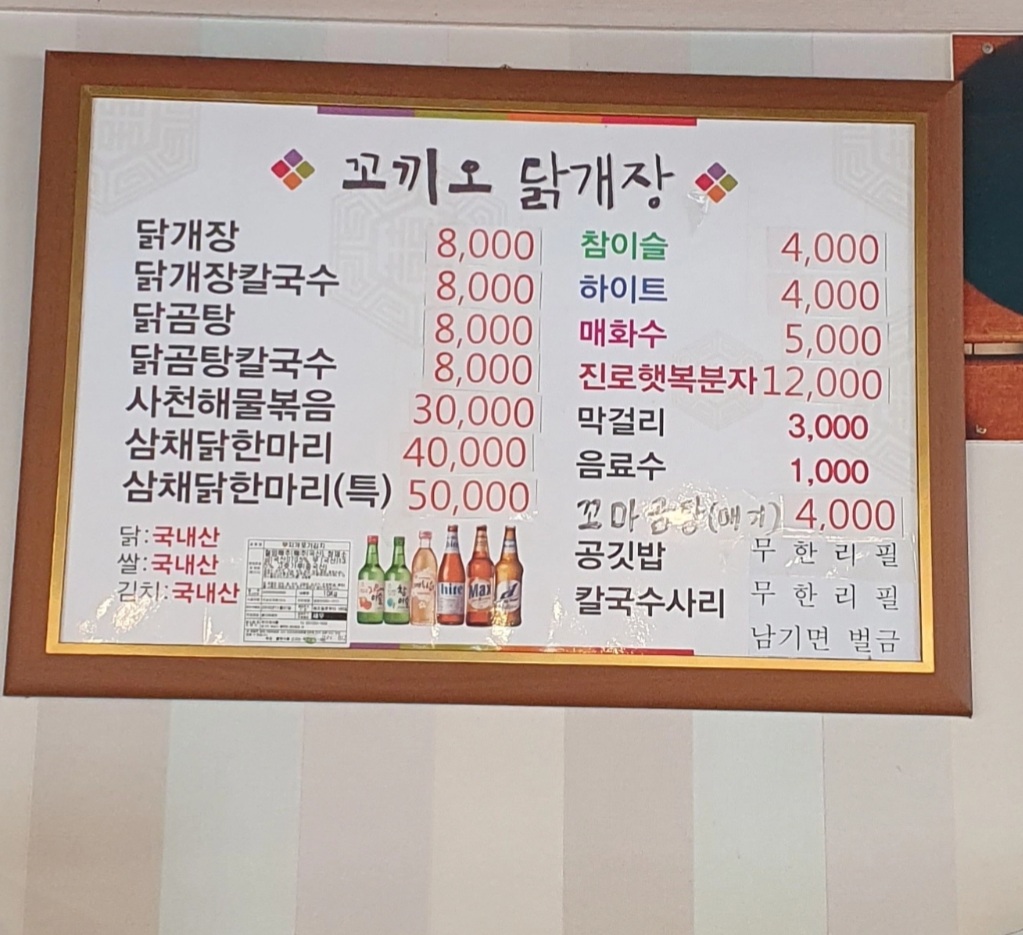 꼬끼오 닭개장
닭개장 8,000
닭개장칼국수 8,000
닭곰탕 8,000
닭곰탕칼국수 8,000
사천해물볶음 30,000
삼채닭한마리 40,000
삼채닭한마리(특) 50,000
닭:국내산
쌀:국내산
김치:국내산
참이슬 4,000
하이트 4,000
매화수 5,000
진로햇복분자 12,000
막걸리 3,000
음료수 1,000
꼬마곰탕 4,000
공깃밥 무한리필
칼국수사리 무한리필
남기면 벌금
Max